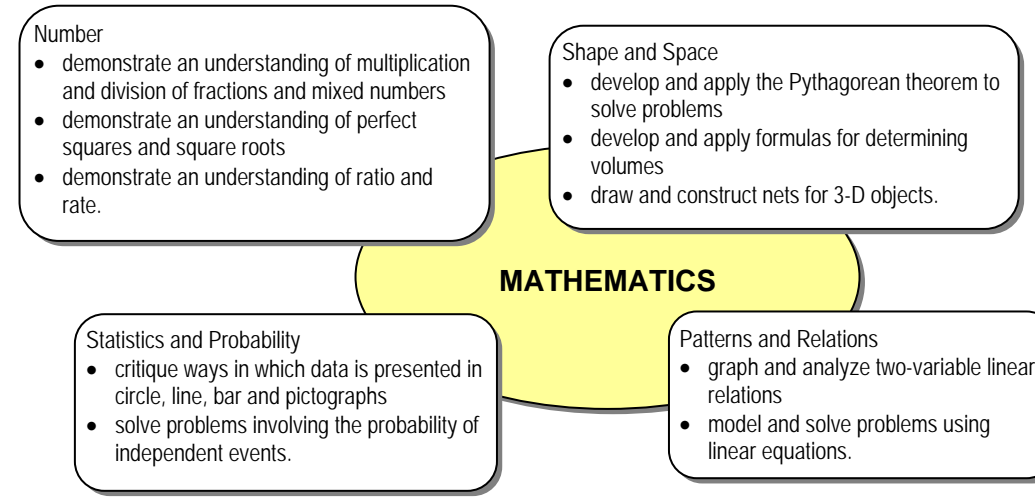 Number
• demonstrate an understanding of multiplication
and division of fractions and mixed numbers
• demonstrate an understanding of perfect
squares and square roots
• demonstrate an understanding of ratio and
rate.
Shape and Space
• develop and apply the Pythagorean theorem to
solve problems
• develop and apply formulas for determining
volumes
• draw and construct nets for 3-D objects.
MATHEMATICS
Statistics and Probability
• critique ways in which data is presented in
circle, line, bar and pictographs
• solve problems involving the probability of
independent events.
Patterns and Relations
• graph and analyze two-variable linear
relations
• model and solve problems using
linear equations.